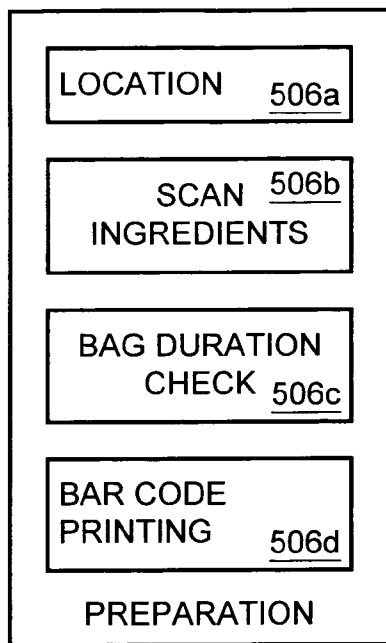 LOCATION 506a
SCAN 506b
INGREDIENTS
BAG DURATION
CHECK 506c
BAR CODE
PRINTING 506d
PREPARATION